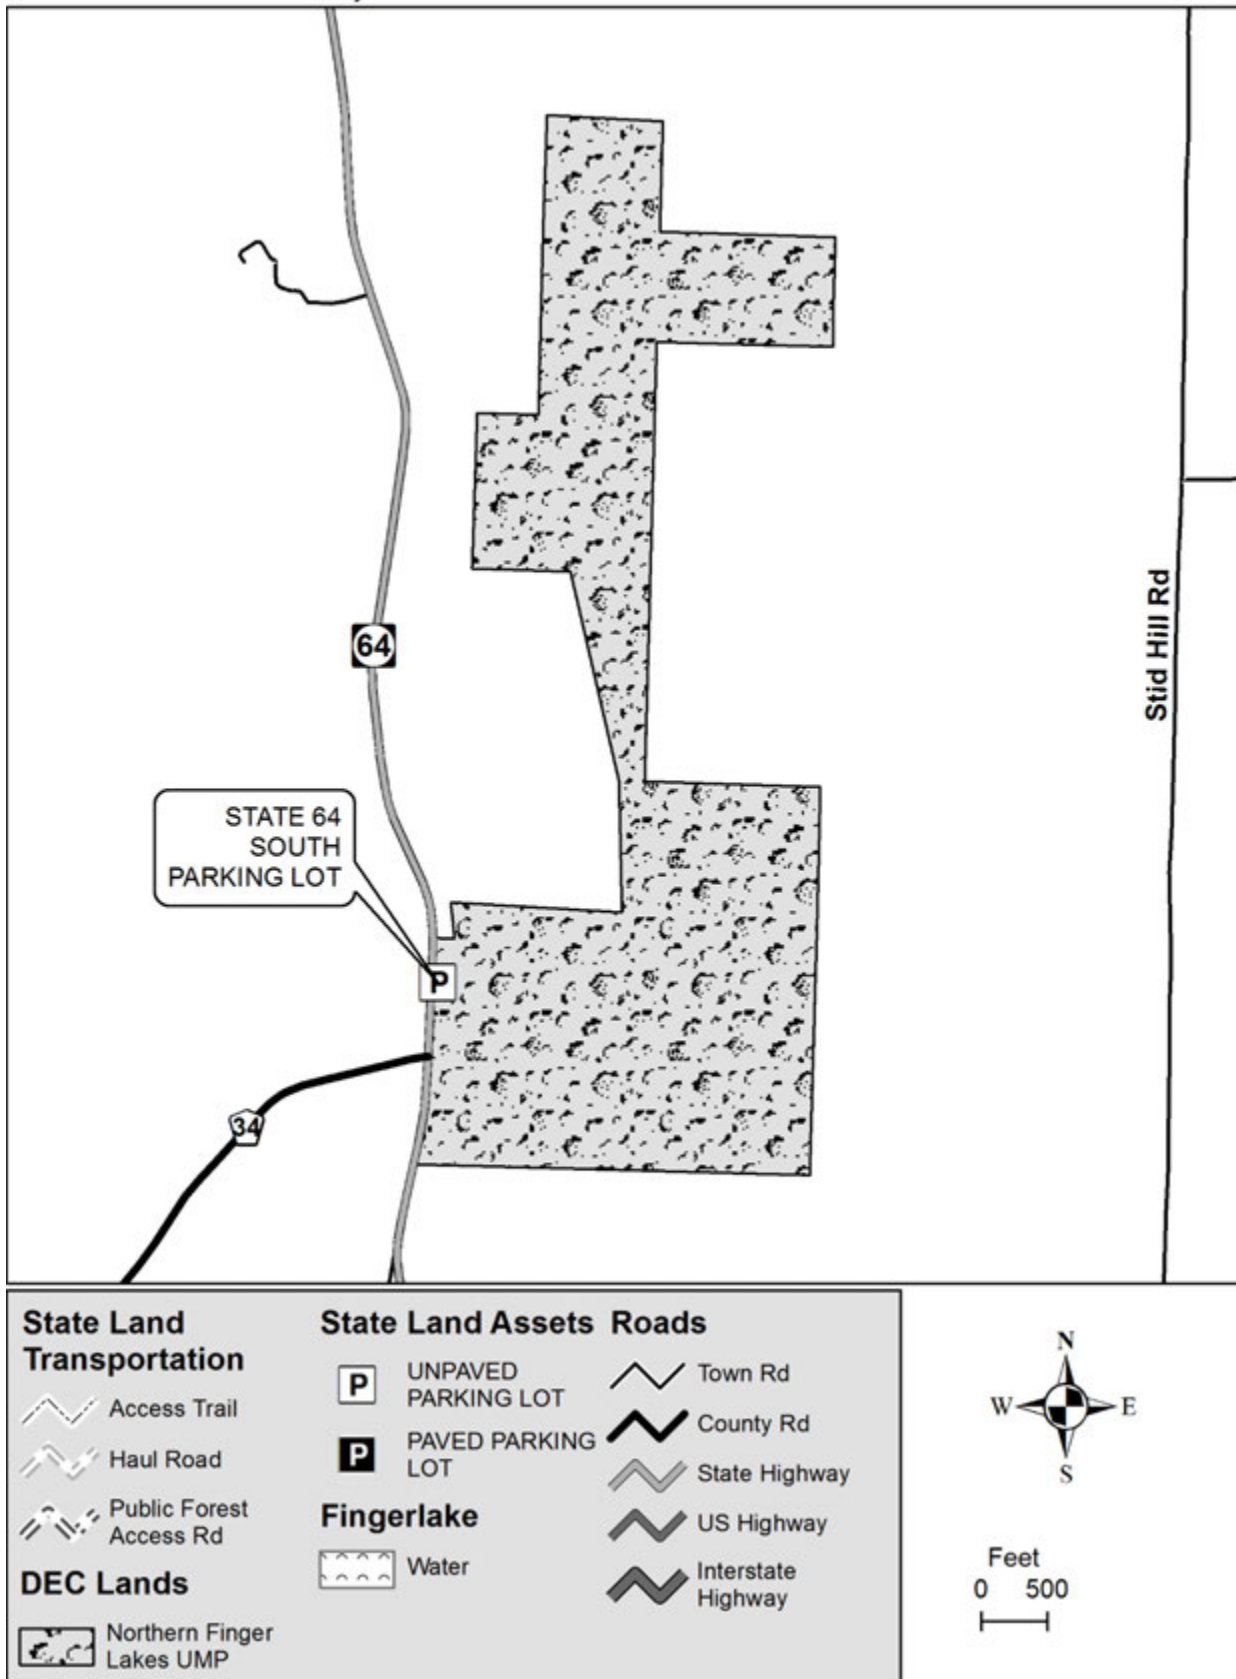 64
Stid Hill Rd
STATE 64
SOUTH
PARKING LOT
P
34
State Land
Transportation
Access Trail
Haul Road
Public Forest
Access Rd
DEC Lands
Northern Finger
Lakes UMP
State Land Assets
P
UNPAVED
PARKING LOT
P
PAVED PARKING
LOT
Fingerlake
Water
Roads
Town Rd
County Rd
State Highway
US Highway
Interstate
Highway
N
W
E
S
Feet
0 500